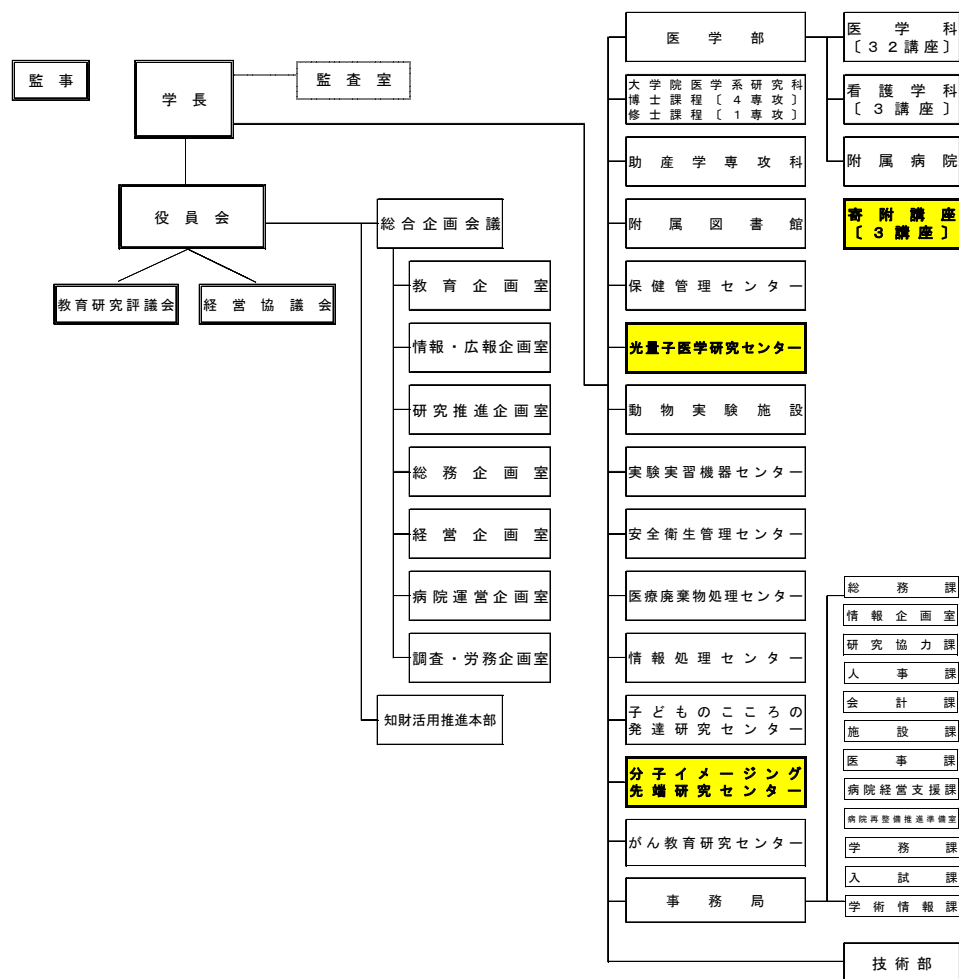 監事
学長
監査室
役員会
教育研究評議会
経営協議会
総合企画会議
教育企画室
情報・広報企画室
研究推進企画室
総務企画室
経営企画室
病院運営企画室
調査・労務企画室
知財活用推進本部
医学部
大学院医学系研究科
博士課程〔4専攻〕
修士課程〔1専攻〕
助産学専攻科
附属図書館
保健管理センター
光量子医学研究センター
動物実験施設
実験実習機器センター
安全衛生管理センター
医療廃棄物処理センター
情報処理センター
子どものこころの
発達研究センター
分子イメージング
先端研究センター
がん教育研究センター
事務局
医学科
〔32講座〕
看護学科
〔3講座〕
附属病院
寄附講座
〔3講座〕
総務課
情報企画室
研究協力課
人事課
会計課
施設課
医事課
病院経営支援課
病院再整備推進準備室
学務課
入試課
学術情報課
技術部